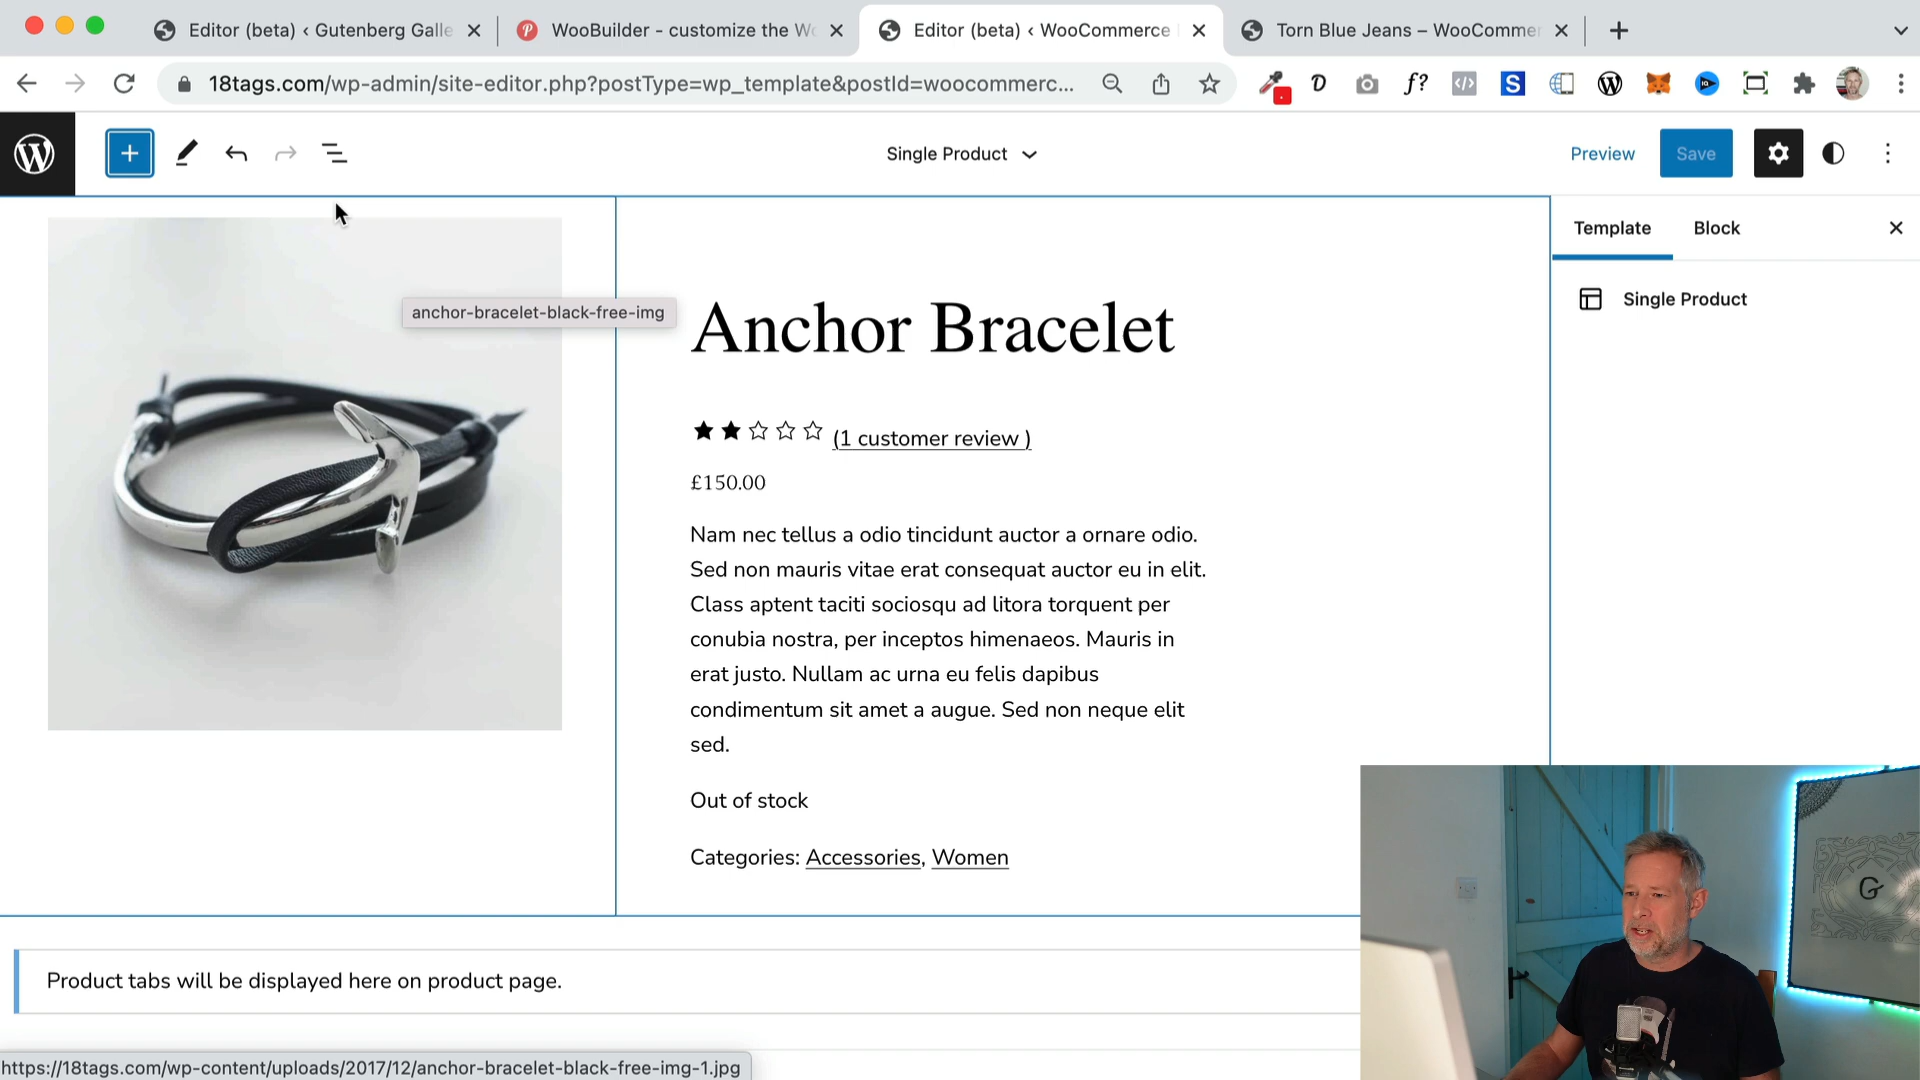 Editor (beta) ‹ Gutenberg Galle
WooBuilder - customize the Wo
Editor (beta) ‹ WooCommerce
Torn Blue Jeans – WooCommer
18tags.com/wp-admin/site-editor.php?postType=wp_template&postId=woocommerc...
Single Product
Preview
Save
Template
Block
Single Product
anchor-bracelet-black-free-img
Anchor Bracelet
(1 customer review )
£150.00
Nam nec tellus a odio tincidunt auctor a ornare odio.
Sed non mauris vitae erat consequat auctor eu in elit.
Class aptent taciti sociosqu ad litora torquent per
conubia nostra, per inceptos himenaeos. Mauris in
erat justo. Nullam ac urna eu felis dapibus
condimentum sit amet a augue. Sed non neque elit
sed.
Out of stock
Categories: Accessories, Women
Product tabs will be displayed here on product page.
https://18tags.com/wp-content/uploads/2017/12/anchor-bracelet-black-free-img-1.jpg